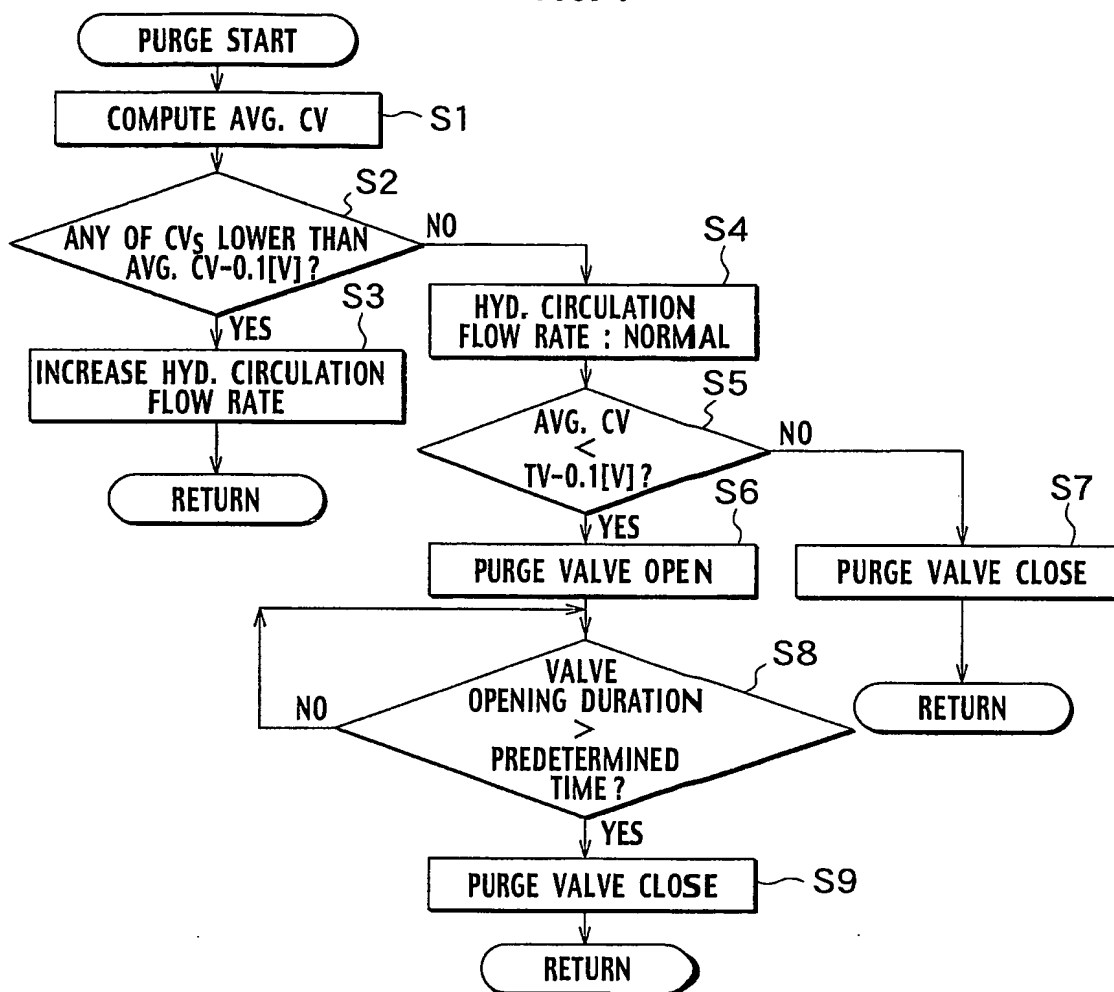 PURGE START
COMPUTE AVG. CV
S1
S2
ANY OF CVs LOWER THAN
AVG. CV-0.1[V]?
NO
YES
S3
INCREASE HYD. CIRCULATION
FLOW RATE
RETURN
S4
HYD. CIRCULATION
FLOW RATE : NORMAL
S5
AVG. CV
<
TV-0.1[V]?
NO
YES
S6
PURGE VALVE OPEN
S7
PURGE VALVE CLOSE
RETURN
S8
VALVE
OPENING DURATION
>
PREDETERMINED
TIME?
NO
YES
PURGE VALVE CLOSE
S9
RETURN